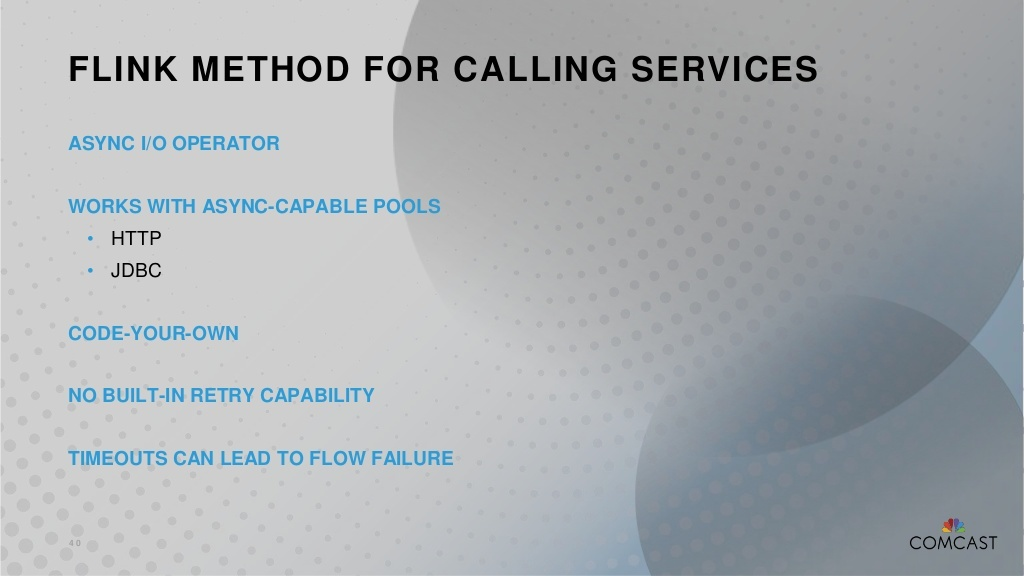 FLINK METHOD FOR CALLING SERVICES
ASYNC I/O OPERATOR
WORKS WITH ASYNC-CAPABLE POOLS
• HTTP
• JDBC
CODE-YOUR-OWN
NO BUILT-IN RETRY CAPABILITY
TIMEOUTS CAN LEAD TO FLOW FAILURE
40
COMCAST